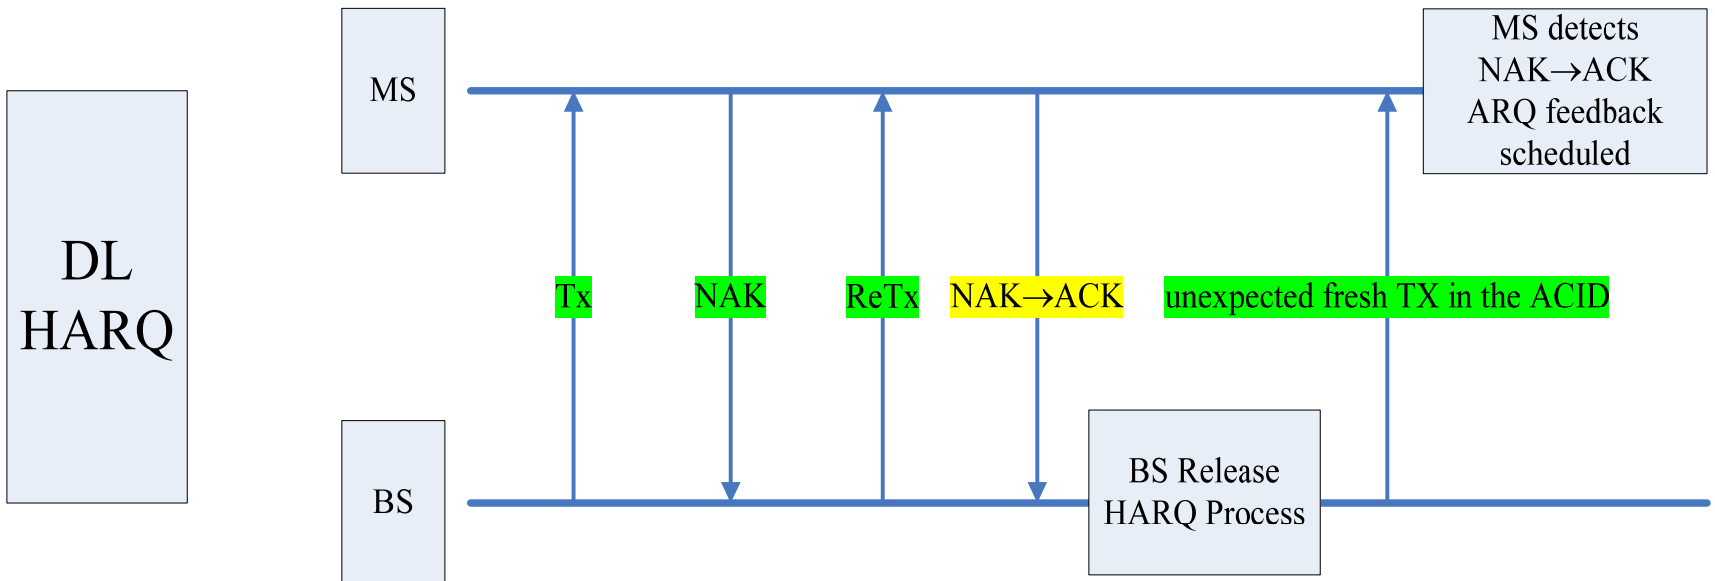 DL
HARQ
MS
MS detects
NAK→ACK
ARQ feedback
scheduled
Tx
NAK
ReTx
NAK→ACK
unexpected fresh TX in the ACID
BS
BS Release
HARQ Process